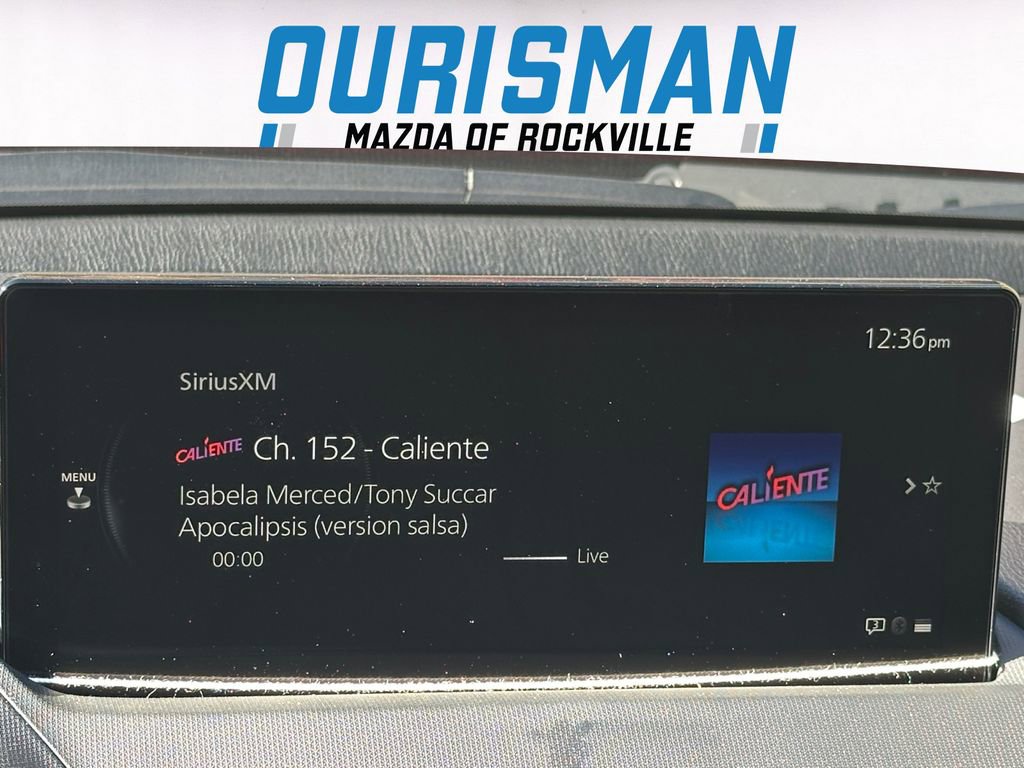 OURISMAN
MAZDA OF ROCKVILLE
12:36pm
SiriusXM
CALIENTE Ch. 152 - Caliente
MENU
Isabela Merced/Tony Succar
Apocalipsis (version salsa)
00:00 Live
CALIENTE
3